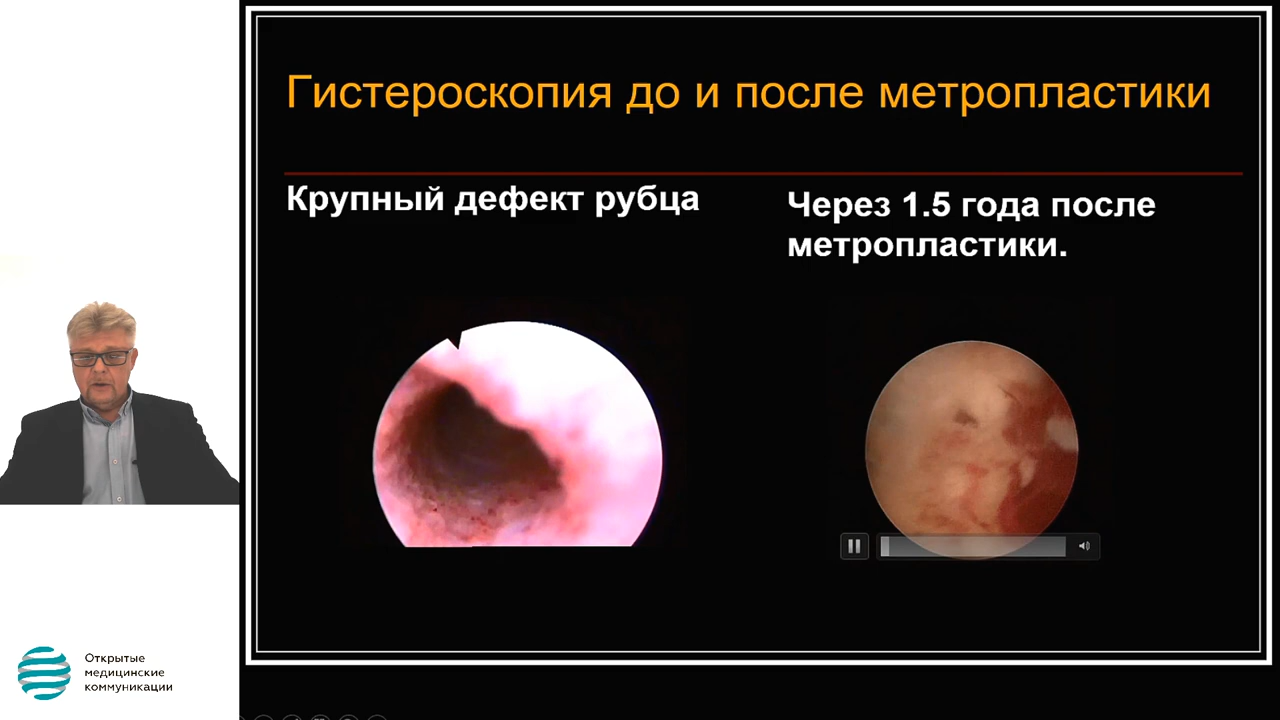 Гистероскопия до и после метропластики
Крупный дефект рубца
Через 1.5 года после
метропластики.
Открытые
медицинские
коммуникации